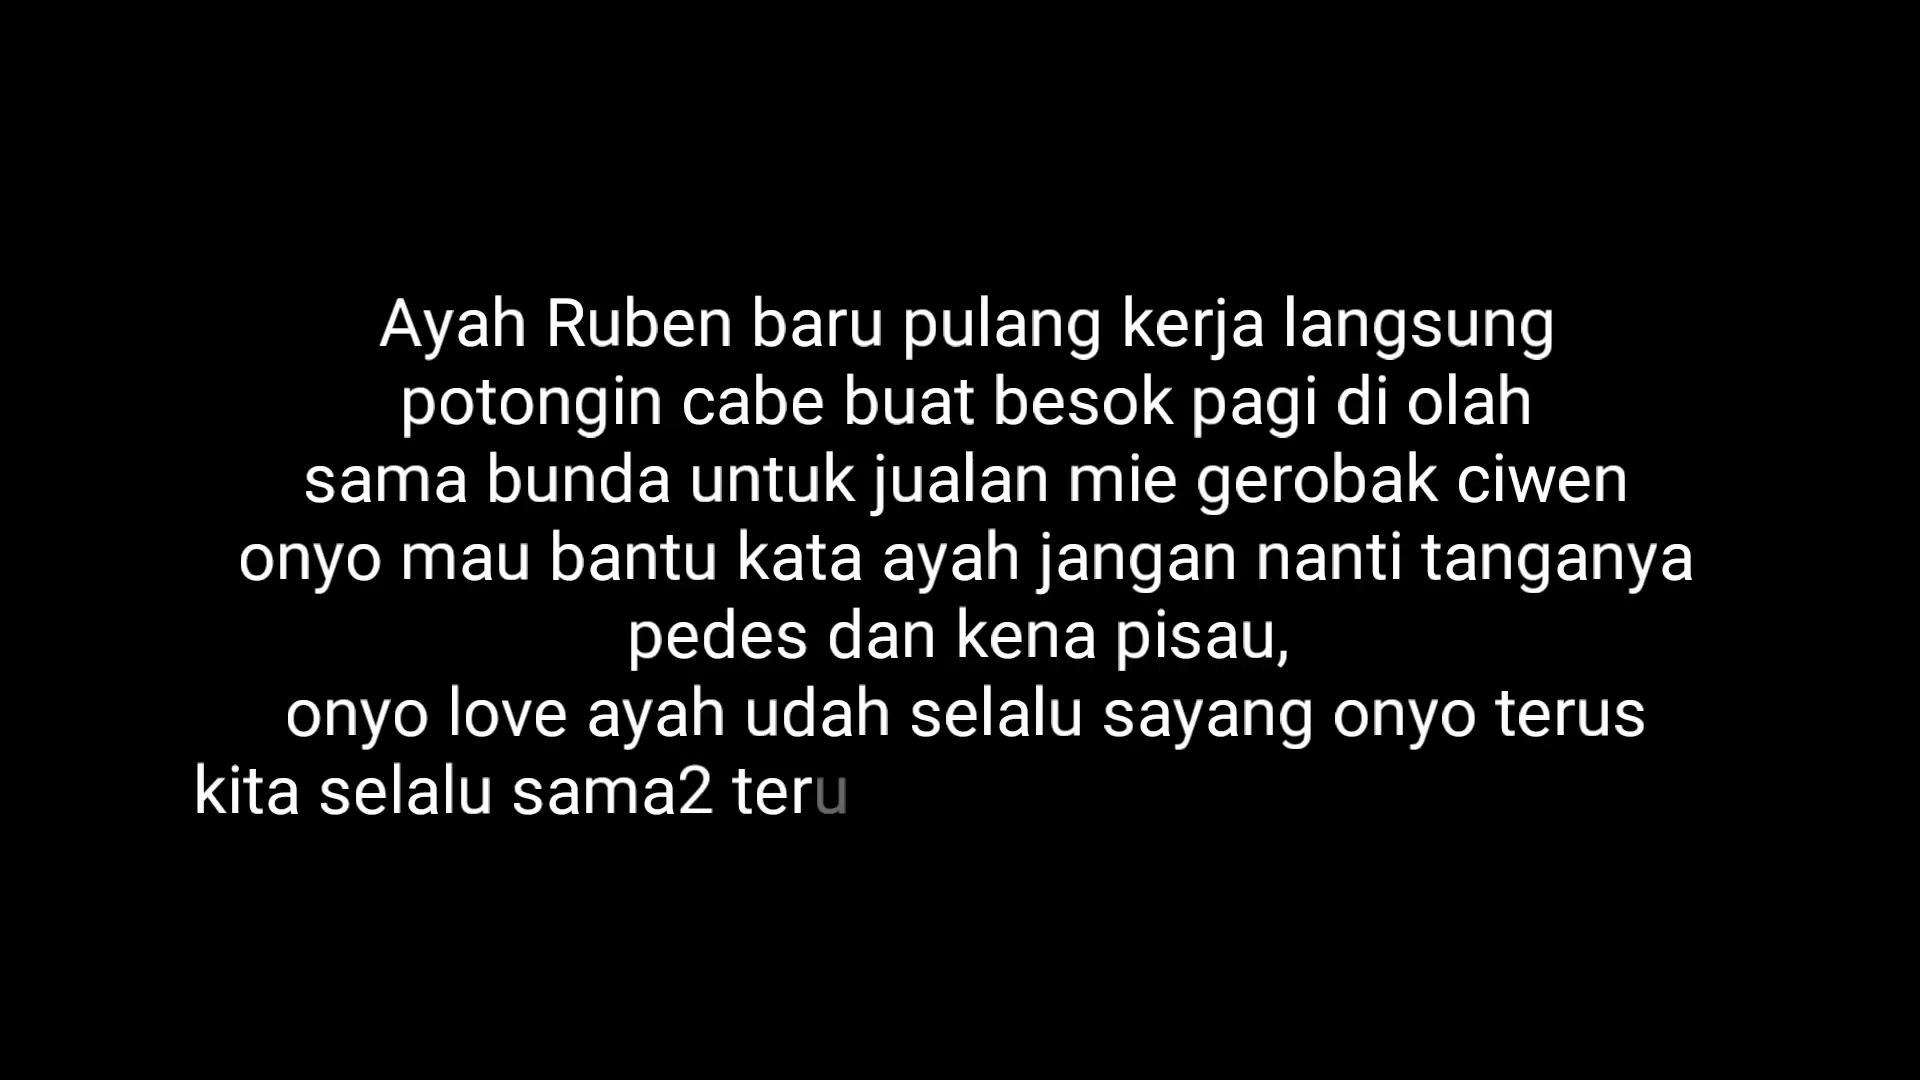 Ayah Ruben baru pulang kerja langsung
potongin cabe buat besok pagi di olah
sama bunda untuk jualan mie gerobak ciwen
onyo mau bantu kata ayah jangan nanti tanganya
pedes dan kena pisau,
onyo love ayah udah selalu sayang onyo terus
kita selalu sama2 teru